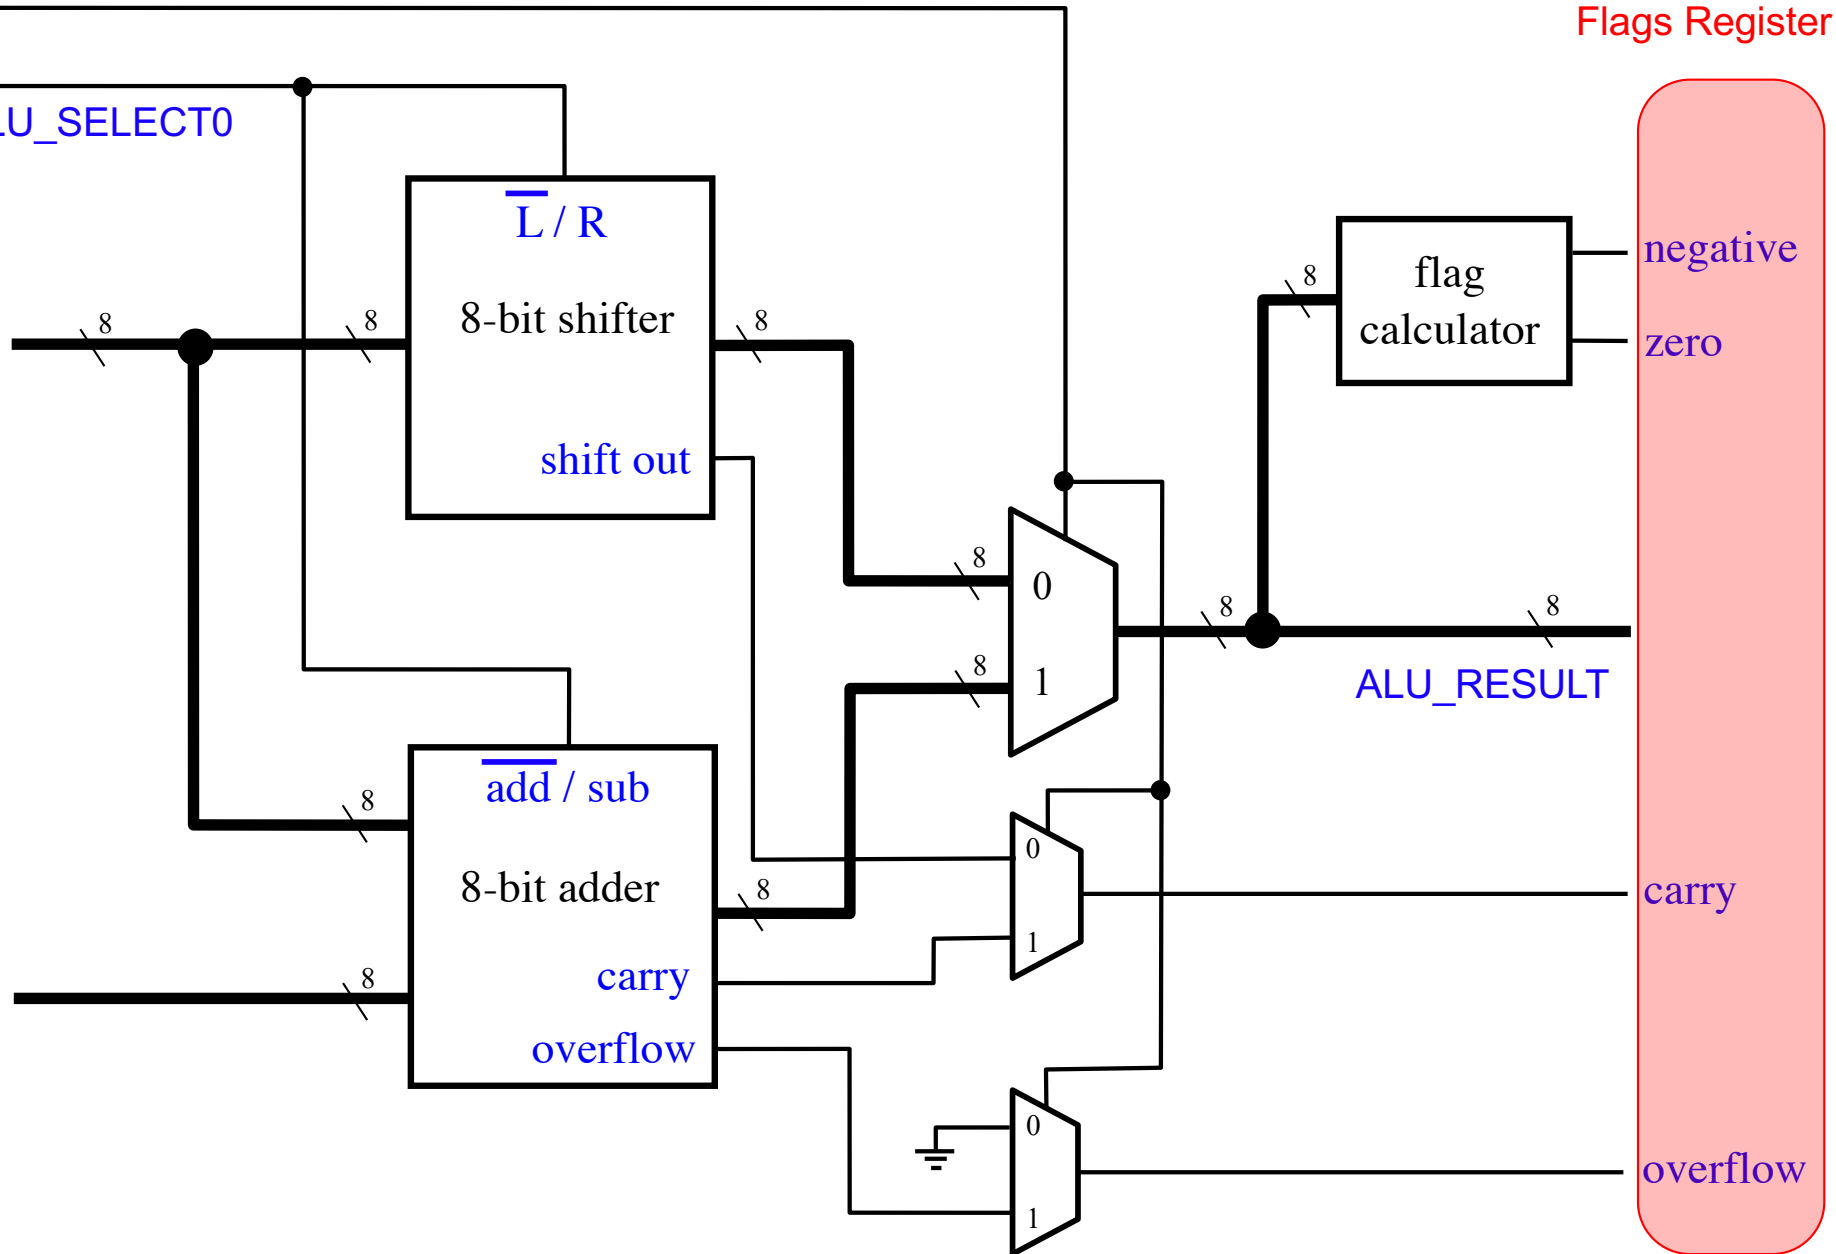 Flags Register
LU_SELECT0
L / R
8-bit shifter
shift out
8
8
8
8
flag
calculator
negative
zero
8
0
8
1
8
8
ALU_RESULT
add / sub
8-bit adder
carry
overflow
8
8
8
0
1
carry
0
1
overflow